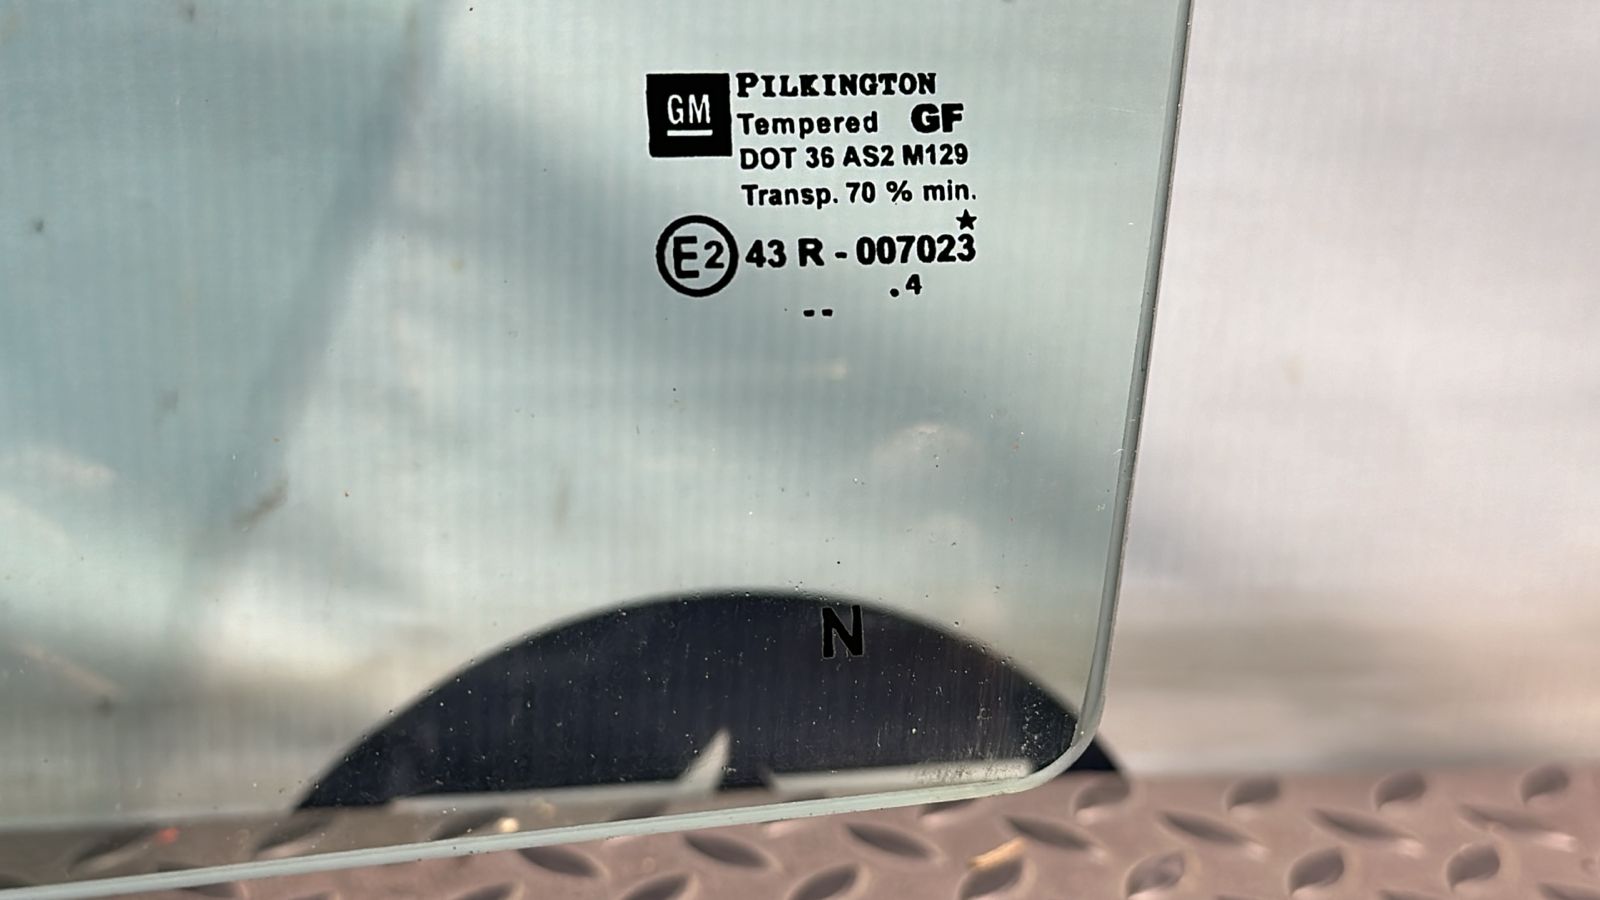 GM
PILKINGTON
Tempered GF
DOT 36 AS2 M129
Transp. 70 % min.
★
E2 43 R - 007023
.4
--
N